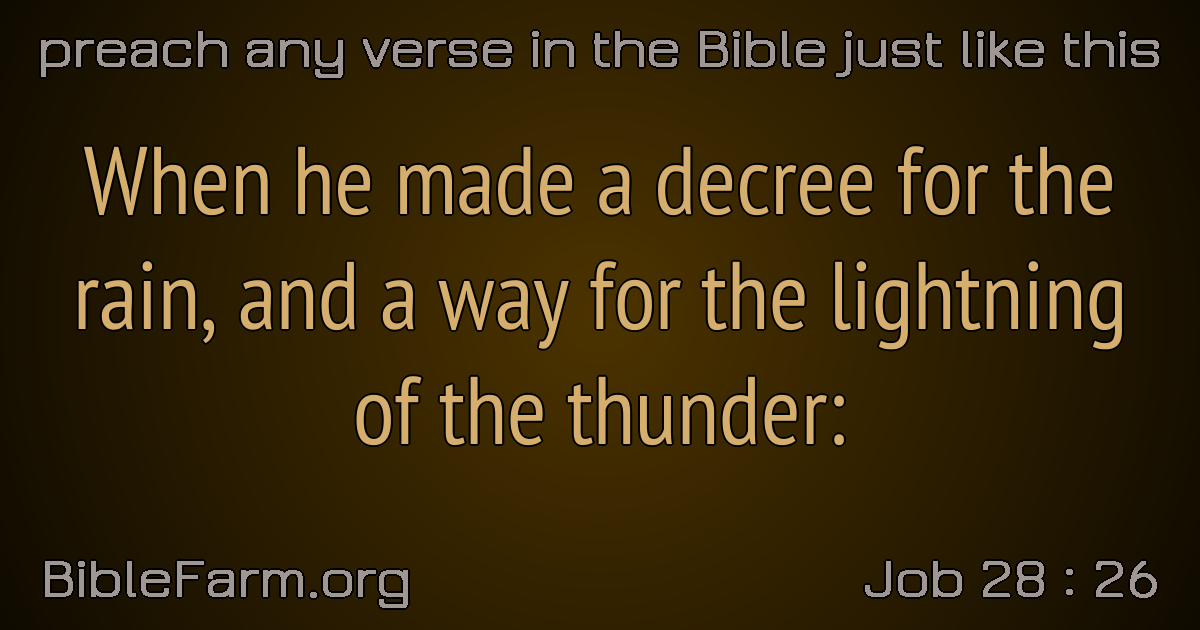 preach any verse in the Bible just like this
When he made a decree for the
rain, and a way for the lightning
of the thunder:
BibleFarm.org
Job 28 : 26